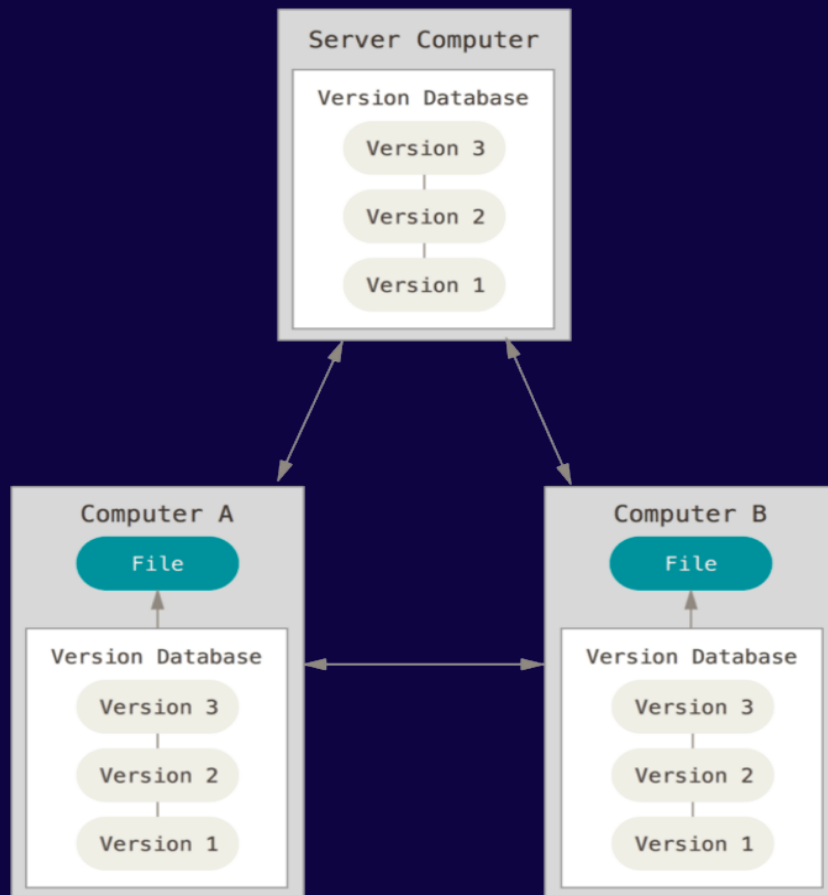 Server Computer
Version Database
Version 3
Version 2
Version 1
Computer A
File
Version Database
Version 3
Version 2
Version 1
Computer B
File
Version Database
Version 3
Version 2
Version 1